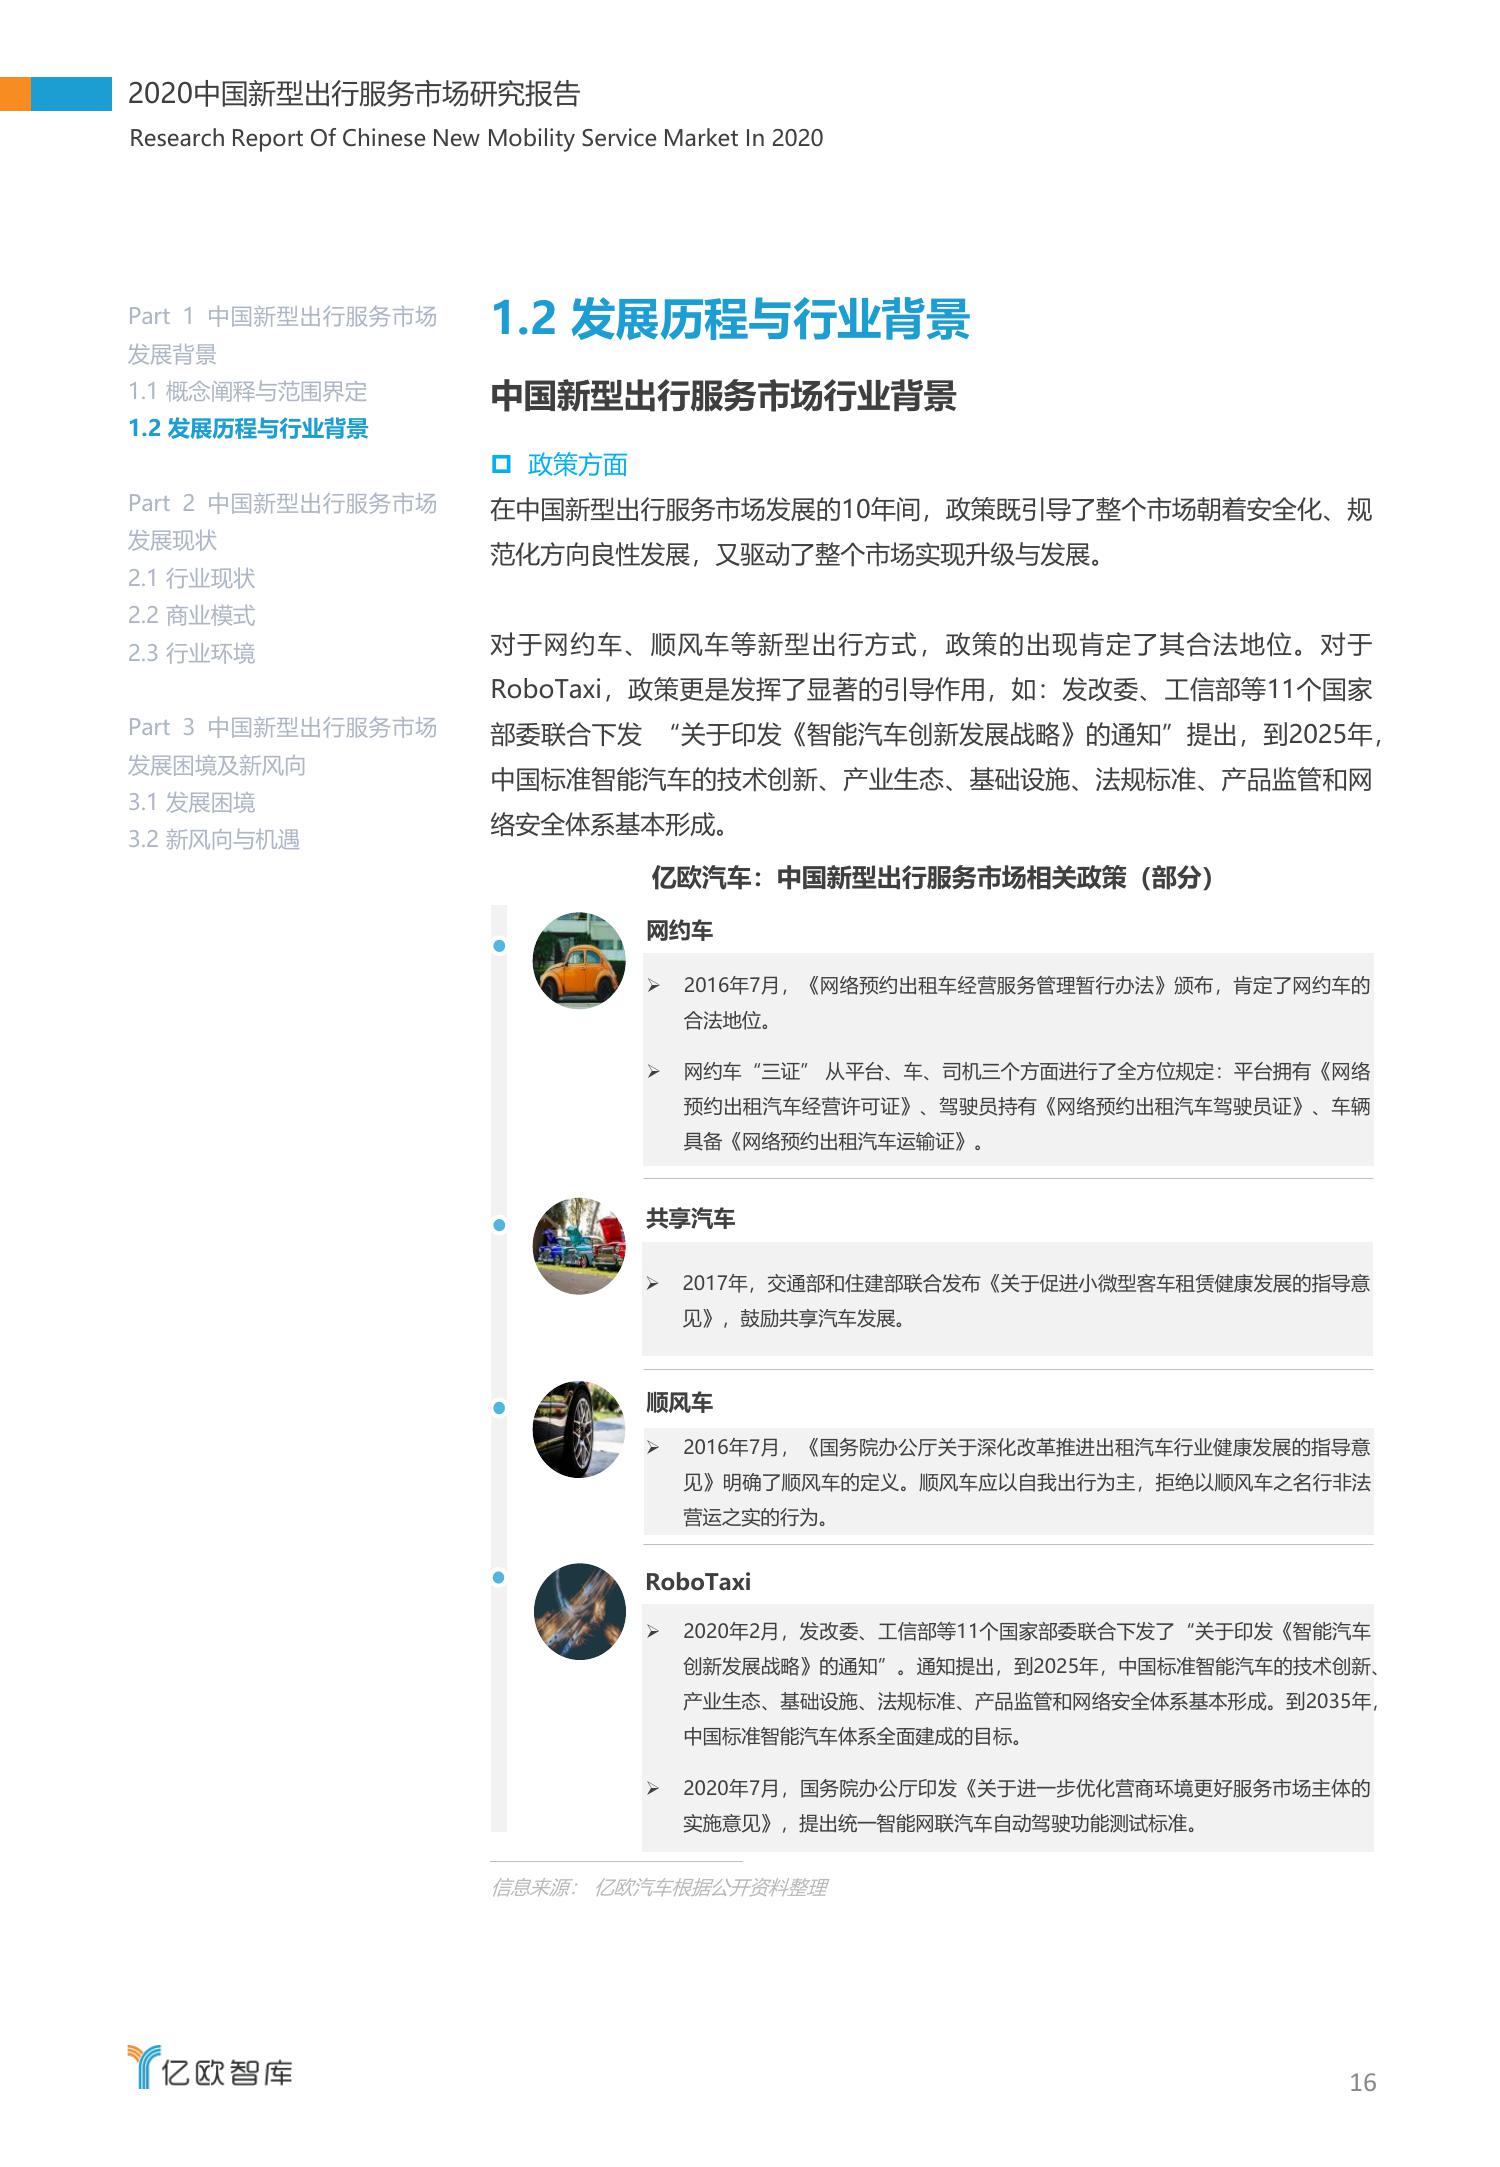 2020中国新型出行服务市场研究报告
Research Report Of Chinese New Mobility Service Market In 2020
Part 1 中国新型出行服务市场
发展背景
1.1 概念阐释与范围界定
1.2 发展历程与行业背景
Part 2 中国新型出行服务市场
发展现状
2.1 行业现状
2.2 商业模式
2.3 行业环境
Part 3 中国新型出行服务市场
发展困境及新风向
3.1 发展困境
3.2 新风向与机遇
1.2 发展历程与行业背景
中国新型出行服务市场行业背景
政策方面
在中国新型出行服务市场发展的10年间，政策既引导了整个市场朝着安全化、规
范化方向良性发展，又驱动了整个市场实现升级与发展。
对于网约车、顺风车等新型出行方式，政策的出现肯定了其合法地位。对于
RoboTaxi，政策更是发挥了显著的引导作用，如：发改委、工信部等11个国家
部委联合下发 “关于印发《智能汽车创新发展战略》的通知”提出，到2025年，
中国标准智能汽车的技术创新、产业生态、基础设施、法规标准、产品监管和网
络安全体系基本形成。
亿欧汽车：中国新型出行服务市场相关政策（部分）
网约车
➢ 2016年7月，《网络预约出租车经营服务管理暂行办法》颁布，肯定了网约车的
合法地位。
➢ 网约车“三证” 从平台、车、司机三个方面进行了全方位规定：平台拥有《网络
预约出租汽车经营许可证》、驾驶员持有《网络预约出租汽车驾驶员证》、车辆
具备《网络预约出租汽车运输证》。
共享汽车
➢ 2017年，交通部和住建部联合发布《关于促进小微型客车租赁健康发展的指导意
见》，鼓励共享汽车发展。
顺风车
➢ 2016年7月，《国务院办公厅关于深化改革推进出租汽车行业健康发展的指导意
见》明确了顺风车的定义。顺风车应以自我出行为主，拒绝以顺风车之名行非法
营运之实的行为。
RoboTaxi
➢ 2020年2月，发改委、工信部等11个国家部委联合下发了“关于印发《智能汽车
创新发展战略》的通知”。通知提出，到2025年，中国标准智能汽车的技术创新、
产业生态、基础设施、法规标准、产品监管和网络安全体系基本形成。到2035年，
中国标准智能汽车体系全面建成的目标。
➢ 2020年7月，国务院办公厅印发《关于进一步优化营商环境更好服务市场主体的
实施意见》，提出统一智能网联汽车自动驾驶功能测试标准。
信息来源： 亿欧汽车根据公开资料整理
亿欧智库
16